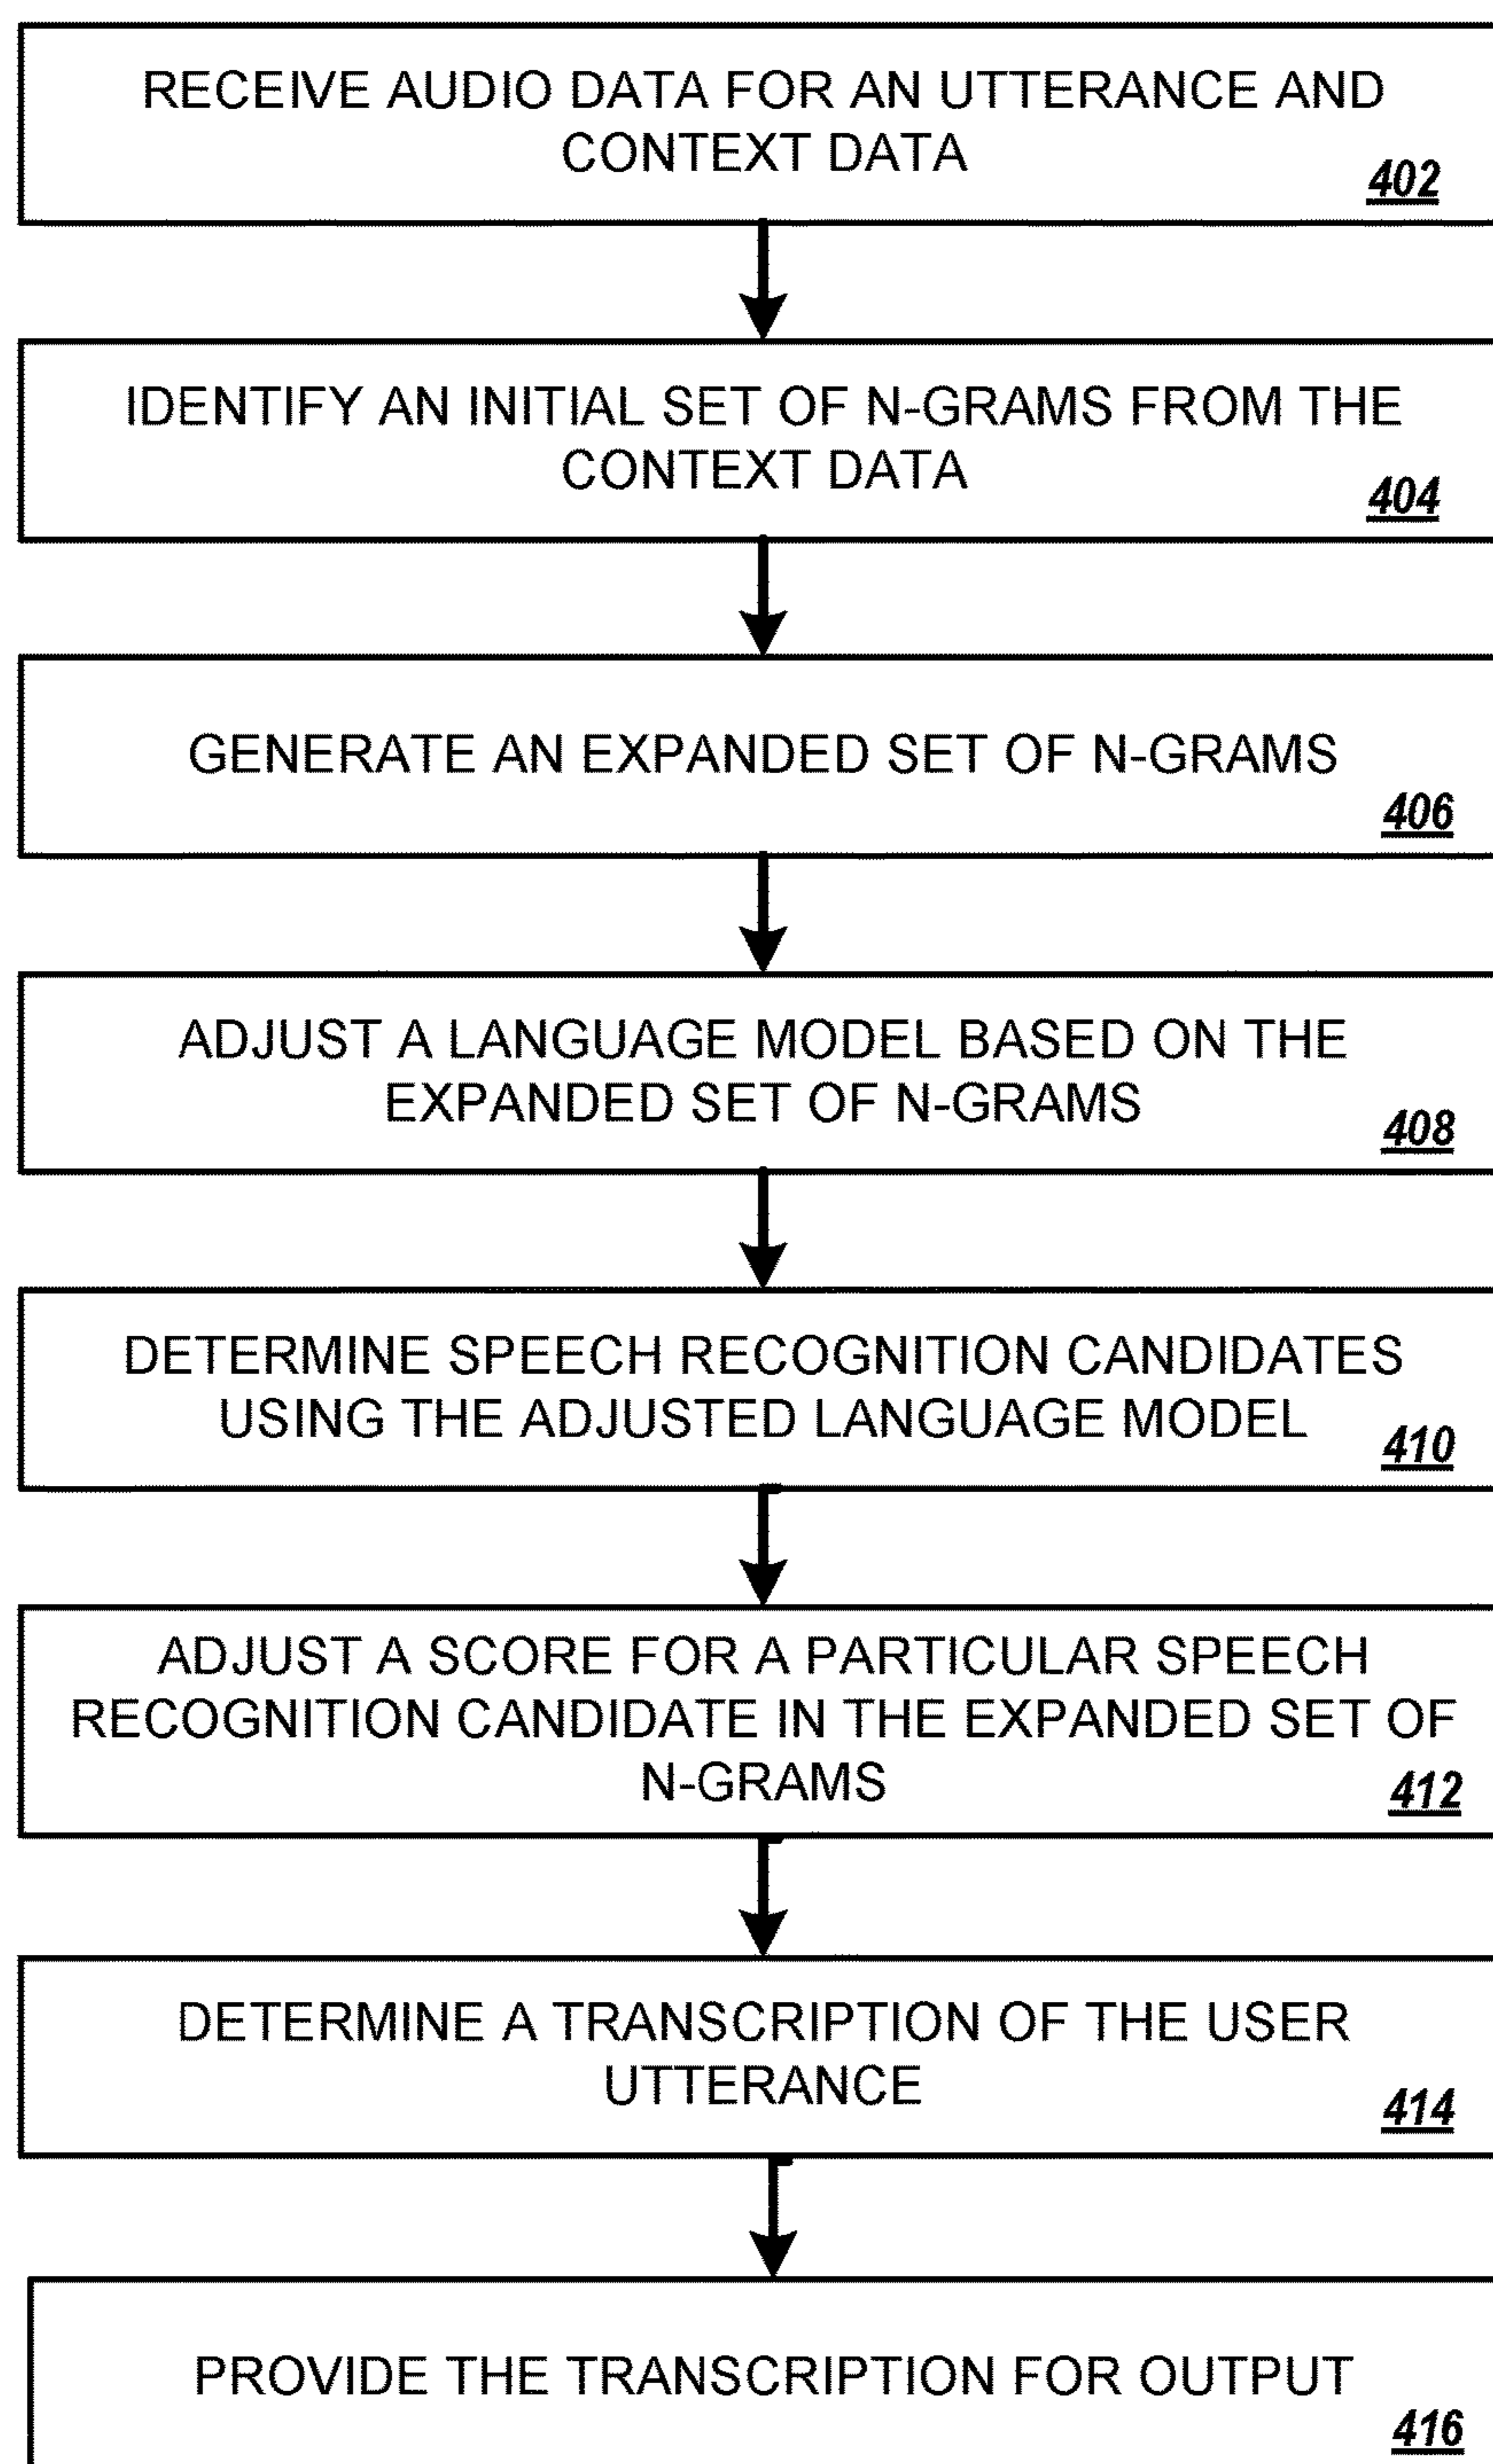 RECEIVE AUDIO DATA FOR AN UTTERANCE AND
CONTEXT DATA
402
IDENTIFY AN INITIAL SET OF N-GRAMS FROM THE
CONTEXT DATA
404
GENERATE AN EXPANDED SET OF N-GRAMS
406
ADJUST A LANGUAGE MODEL BASED ON THE
EXPANDED SET OF N-GRAMS
408
DETERMINE SPEECH RECOGNITION CANDIDATES
USING THE ADJUSTED LANGUAGE MODEL
410
ADJUST A SCORE FOR A PARTICULAR SPEECH
RECOGNITION CANDIDATE IN THE EXPANDED SET OF
N-GRAMS
412
DETERMINE A TRANSCRIPTION OF THE USER
UTTERANCE
414
PROVIDE THE TRANSCRIPTION FOR OUTPUT
416